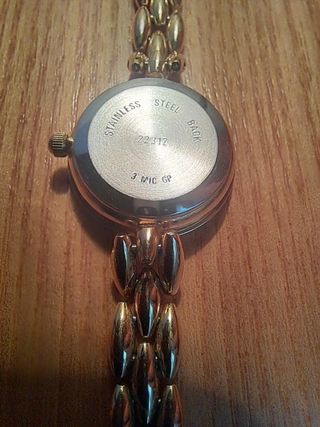 STAINLESS STEEL BACK
22312
3 MIC GP